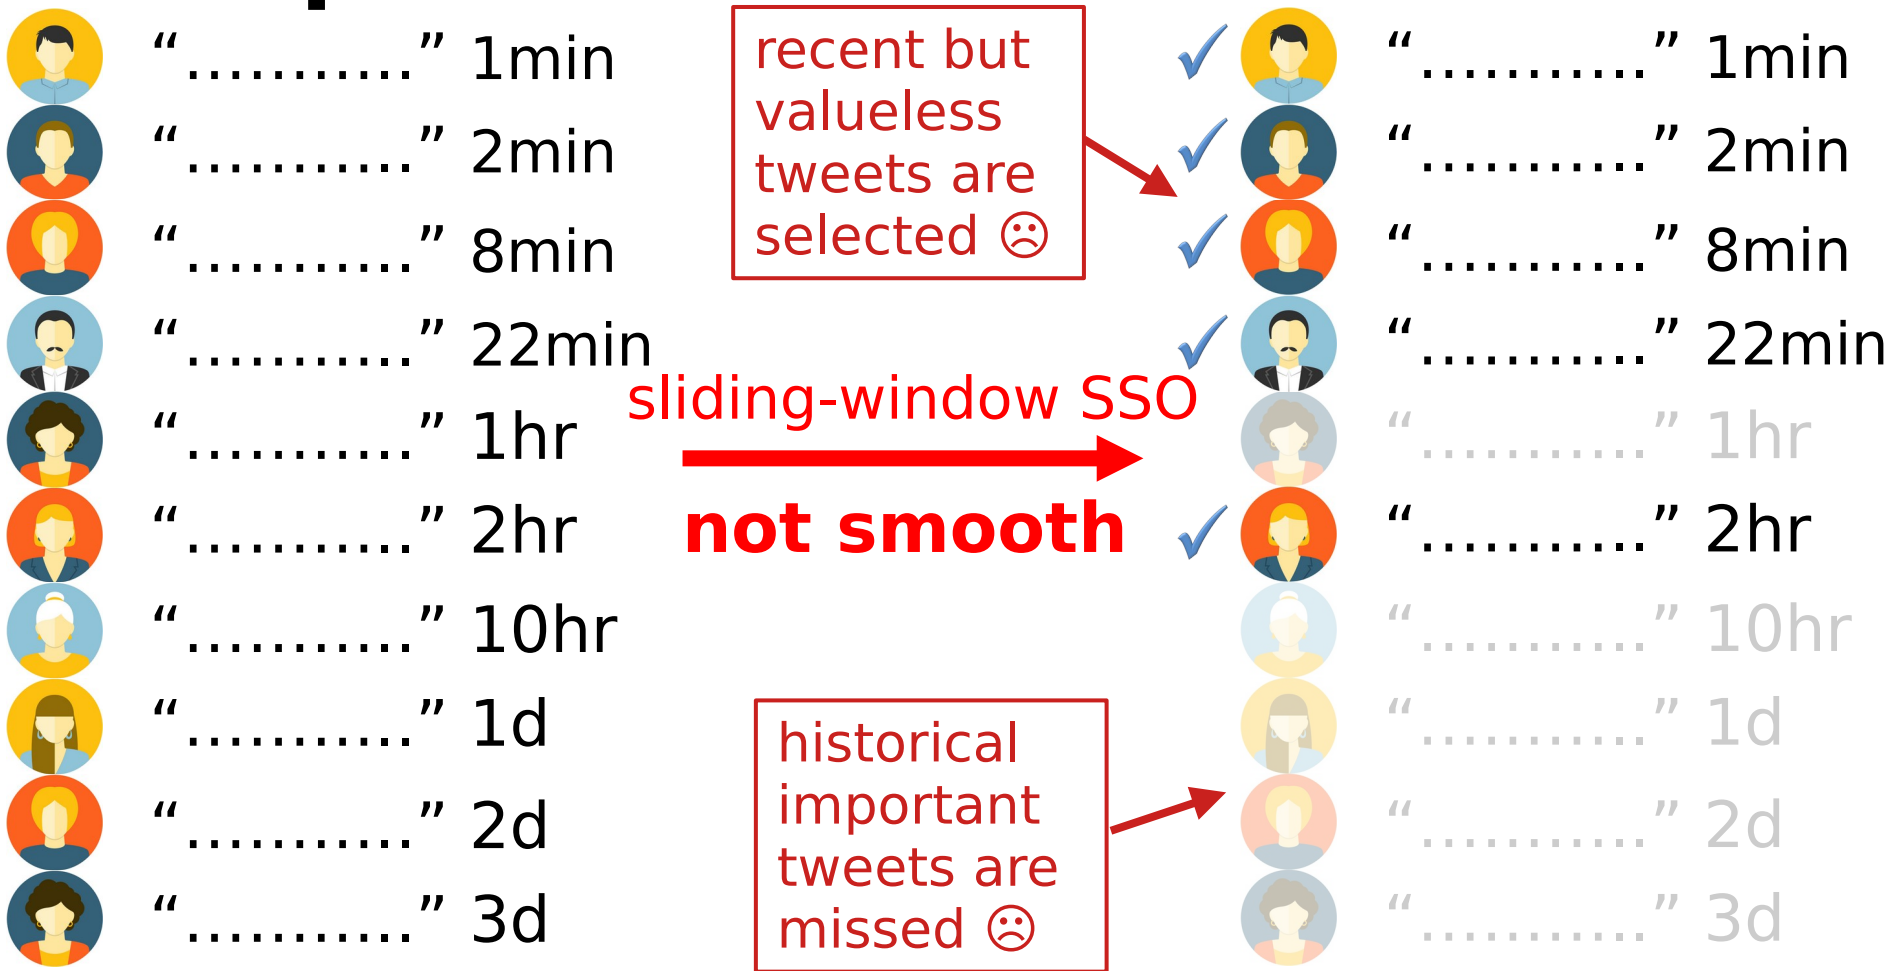 “...........” 1min
“...........” 2min
“...........” 8min
“...........” 22min
“...........” 1hr
“...........” 2hr
“...........” 10hr
“...........” 1d
“...........” 2d
“...........” 3d
recent but
valueless
tweets are
selected ☹
sliding-window SSO
not smooth
historical
important
tweets are
missed ☹
“...........” 1min
“...........” 2min
“...........” 8min
“...........” 22min
“...........” 1hr
“...........” 2hr
“...........” 10hr
“...........” 1d
“...........” 2d
“...........” 3d